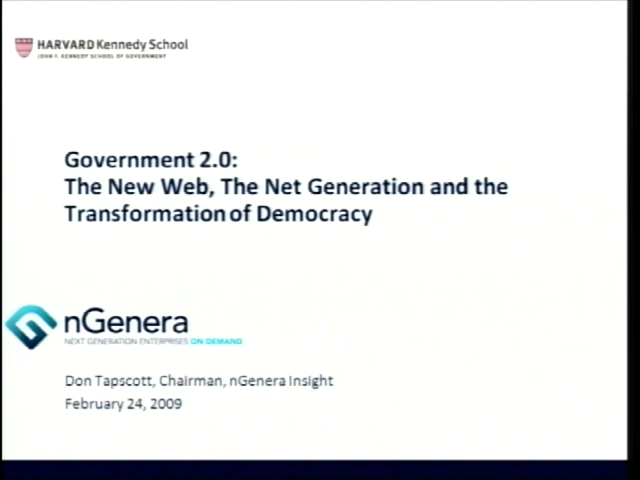 HARVARD Kennedy School
JOHN F. KENNEDY SCHOOL OF GOVERNMENT
Government 2.0:
The New Web, The Net Generation and the
Transformation of Democracy
nGenera
NEXT GENERATION ENTERPRISES ON DEMAND
Don Tapscott, Chairman, nGenera Insight
February 24, 2009